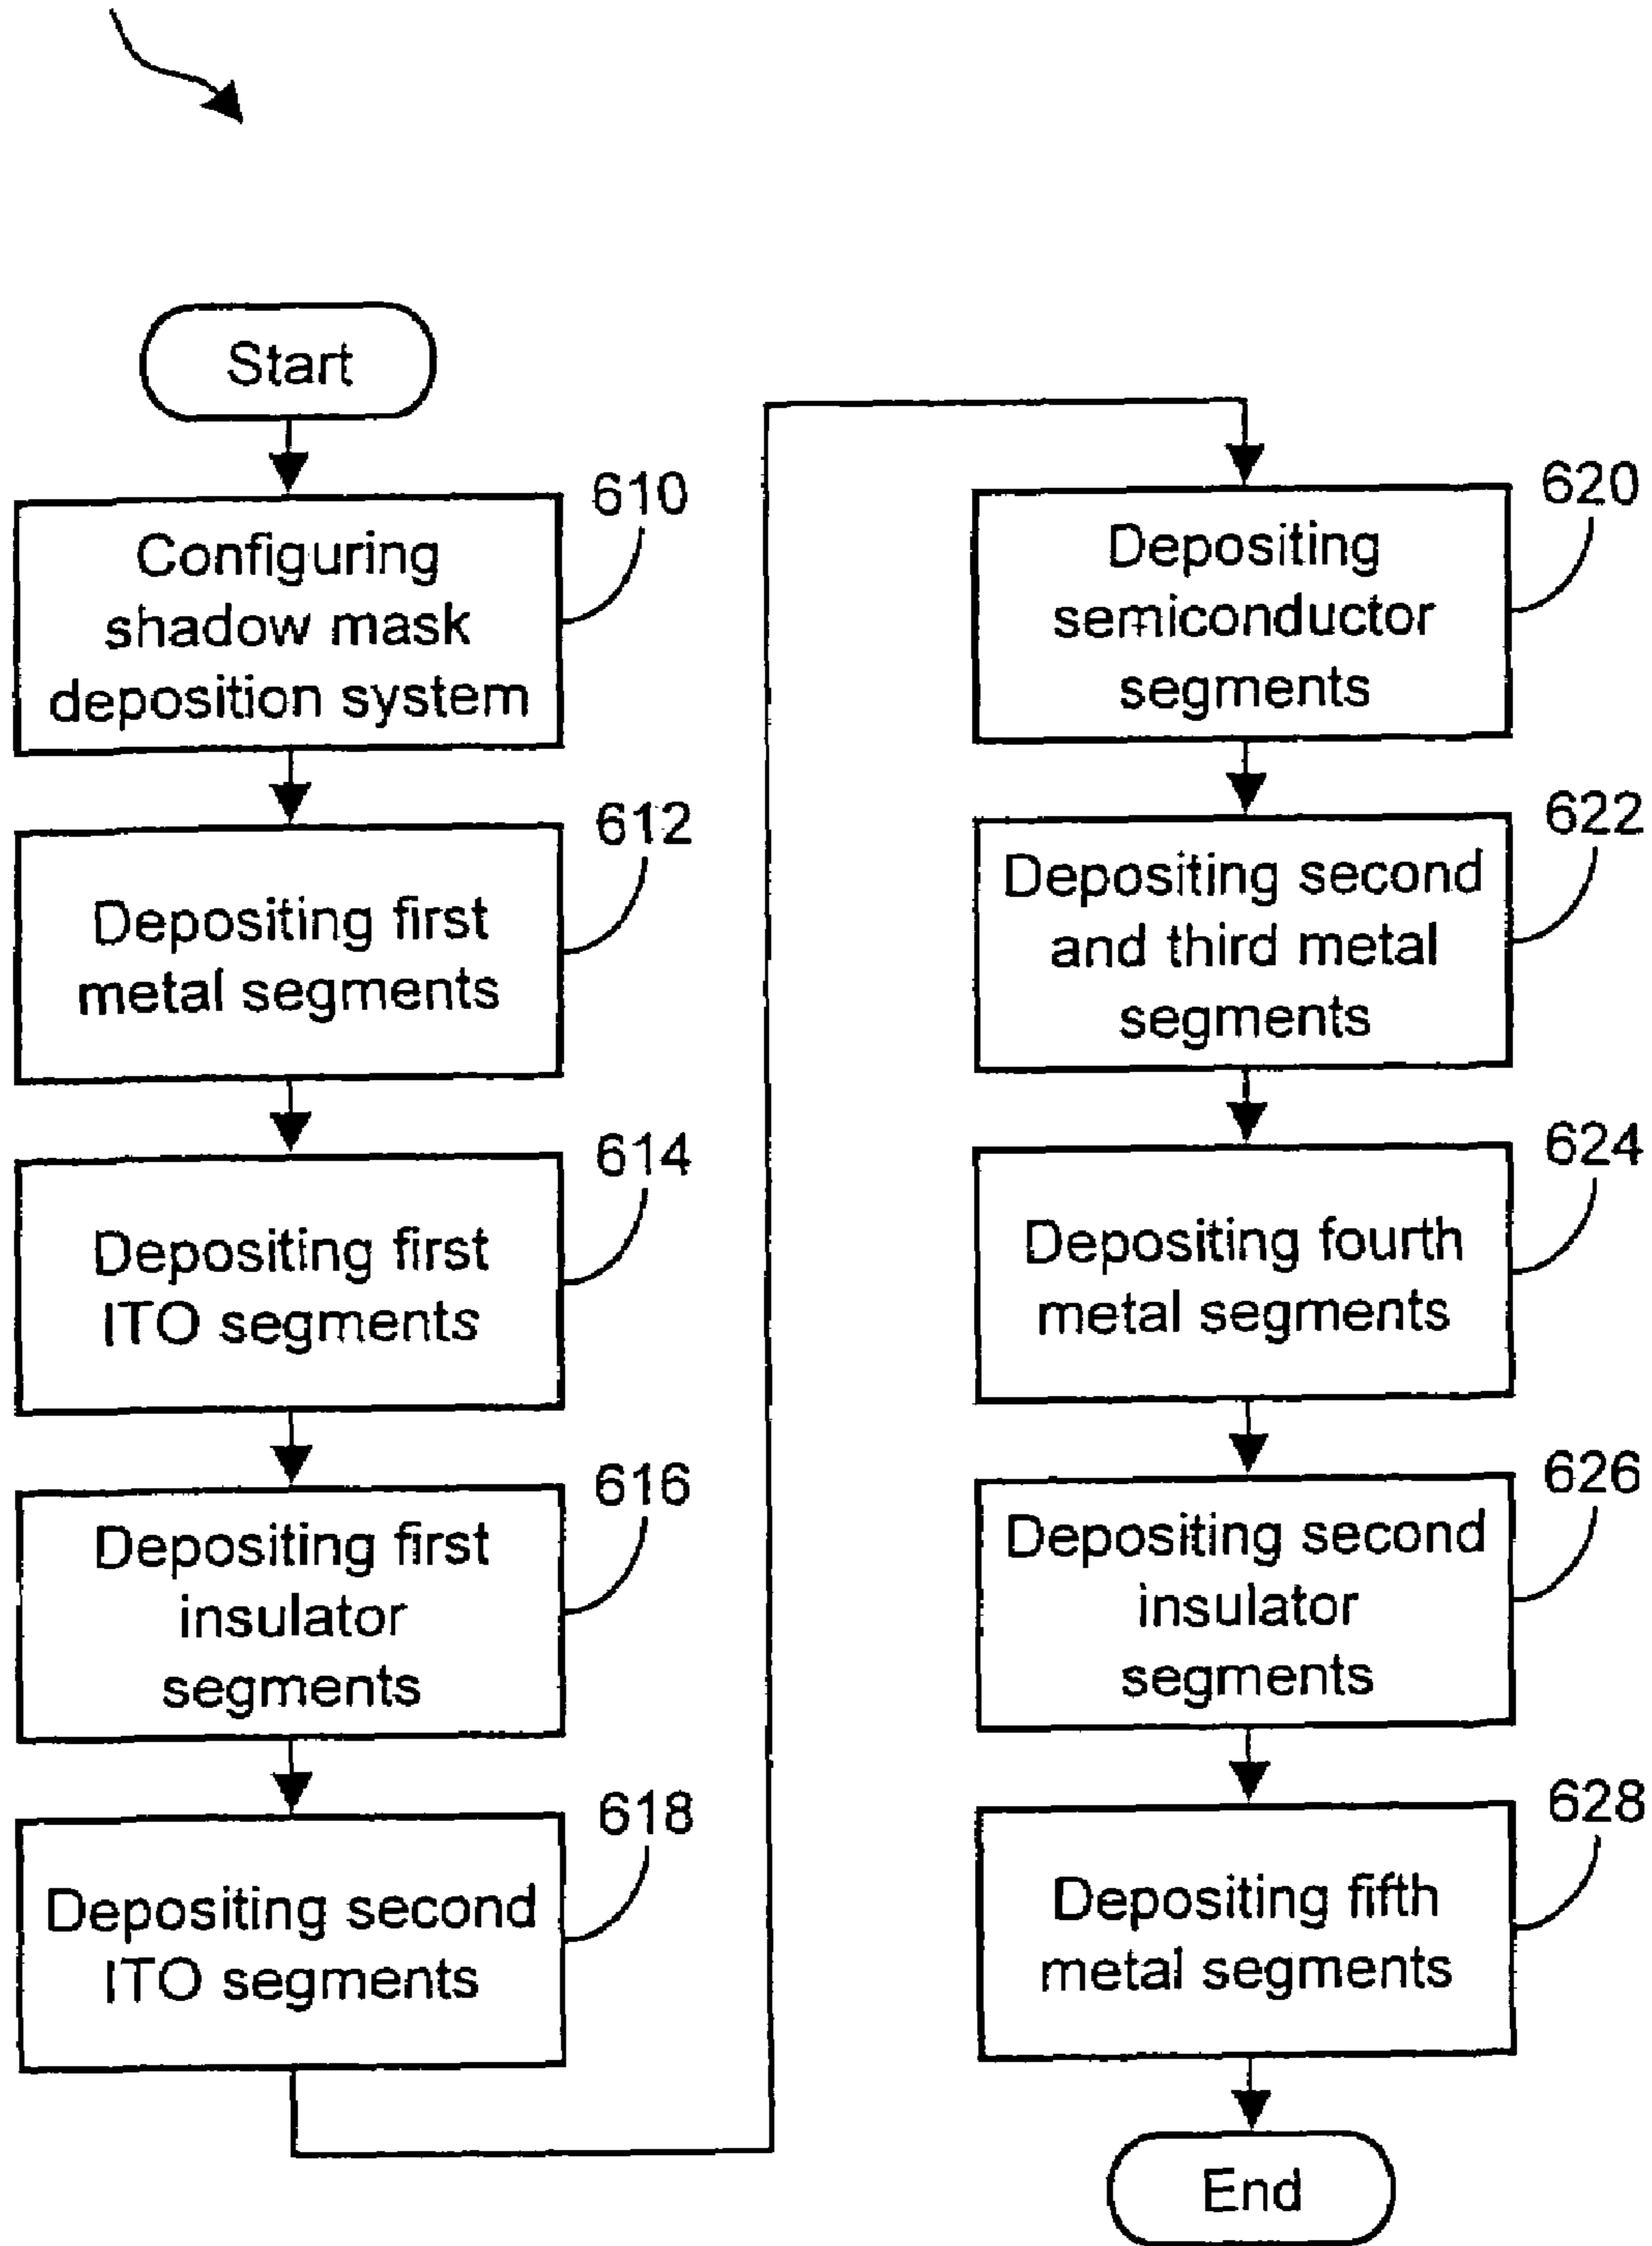 Start
610
Configuring
shadow mask
deposition system
612
Depositing first
metal segments
614
Depositing first
ITO segments
616
Depositing first
insulator
segments
618
Depositing second
ITO segments
620
Depositing
semiconductor
segments
622
Depositing second
and third metal
segments
624
Depositing fourth
metal segments
626
Depositing second
insulator
segments
628
Depositing fifth
metal segments
End